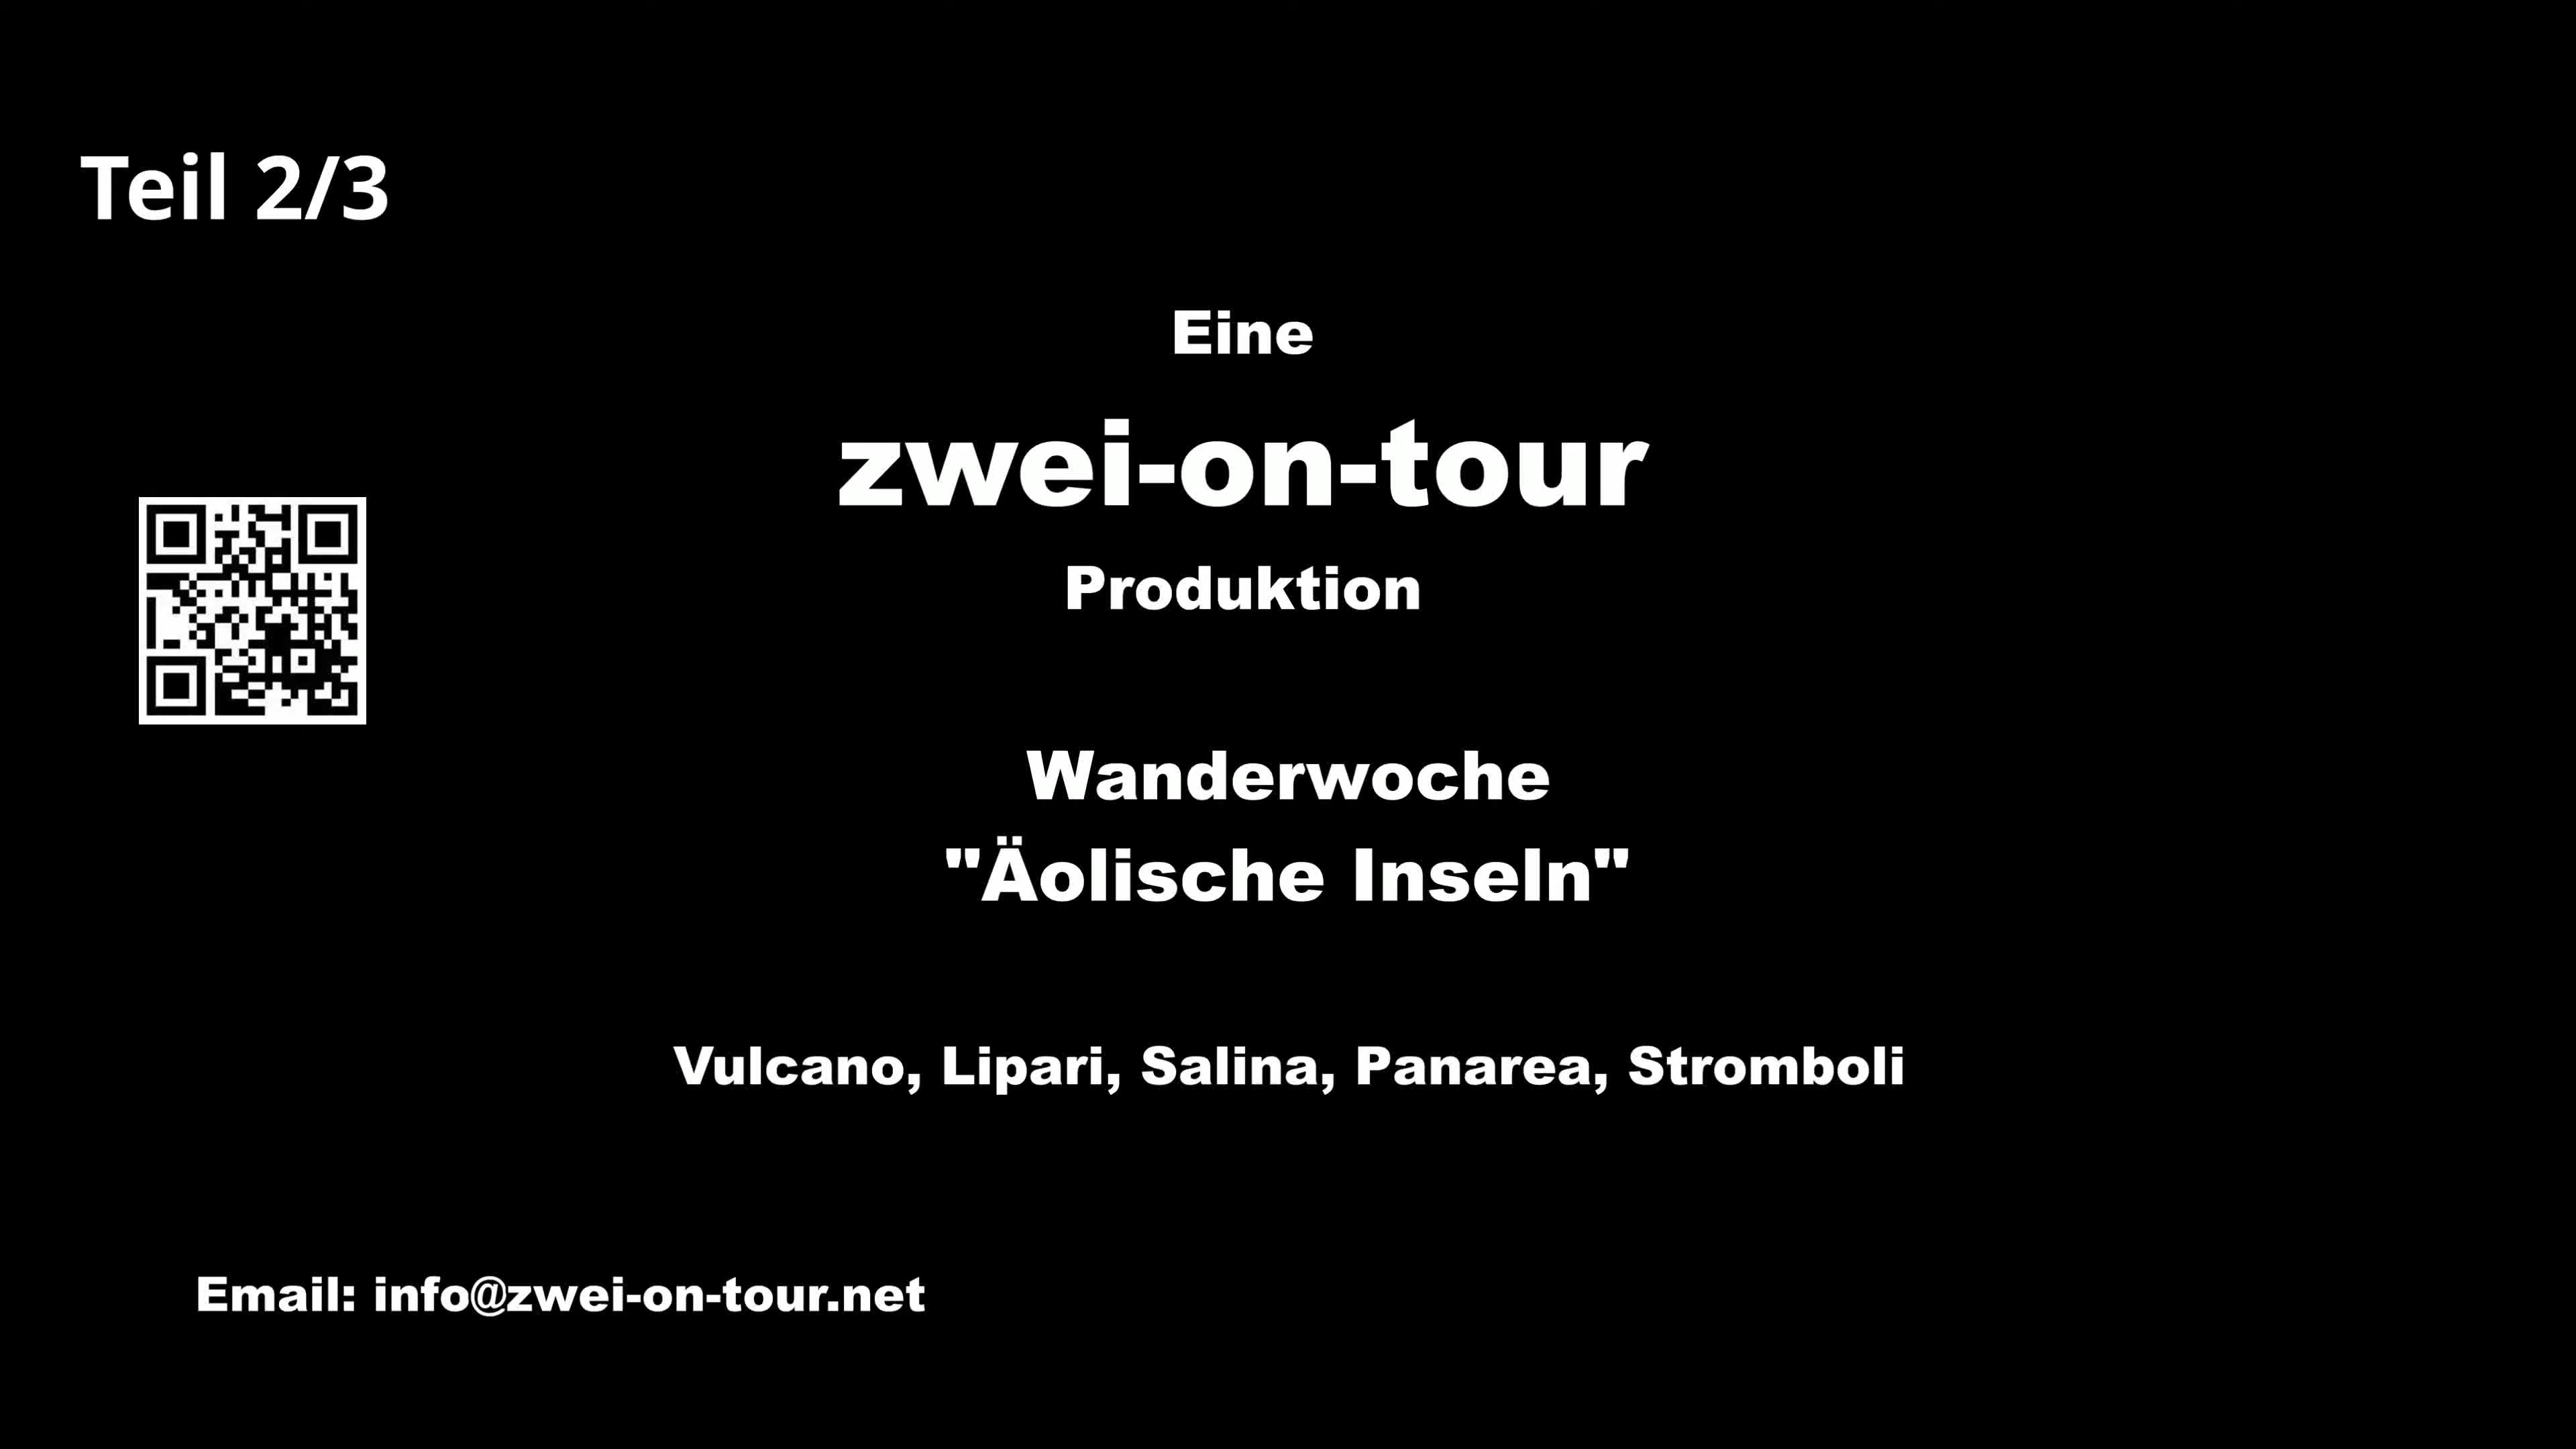 Teil 2/3
Eine
zwei-on-tour
Produktion
Wanderwoche
"Äolische Inseln"
Vulcano, Lipari, Salina, Panarea, Stromboli
Email: info@zwei-on-tour.net